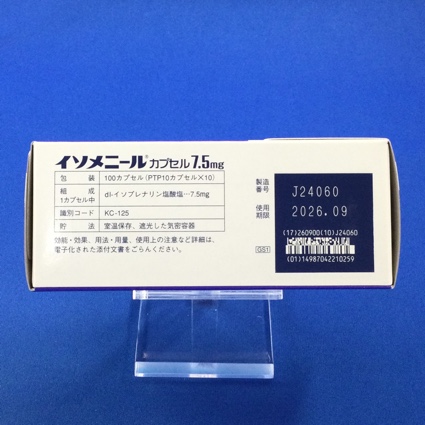 イソメニール®カプセル7.5mg
包 装 100カプセル(PTP10カプセル×10)
組 成
1カプセル中 dl-イソプレナリン塩酸塩…7.5mg
識別コード KC-125
貯 法 室温保存、遮光した気密容器
効能・効果、用法・用量、使用上の注意など詳細は、
電子化された添付文書をごらんください。
製造
番号 J24060
使用
期限 2026.09
(17)260900(10)J24060
GS1
(01)14987042210259